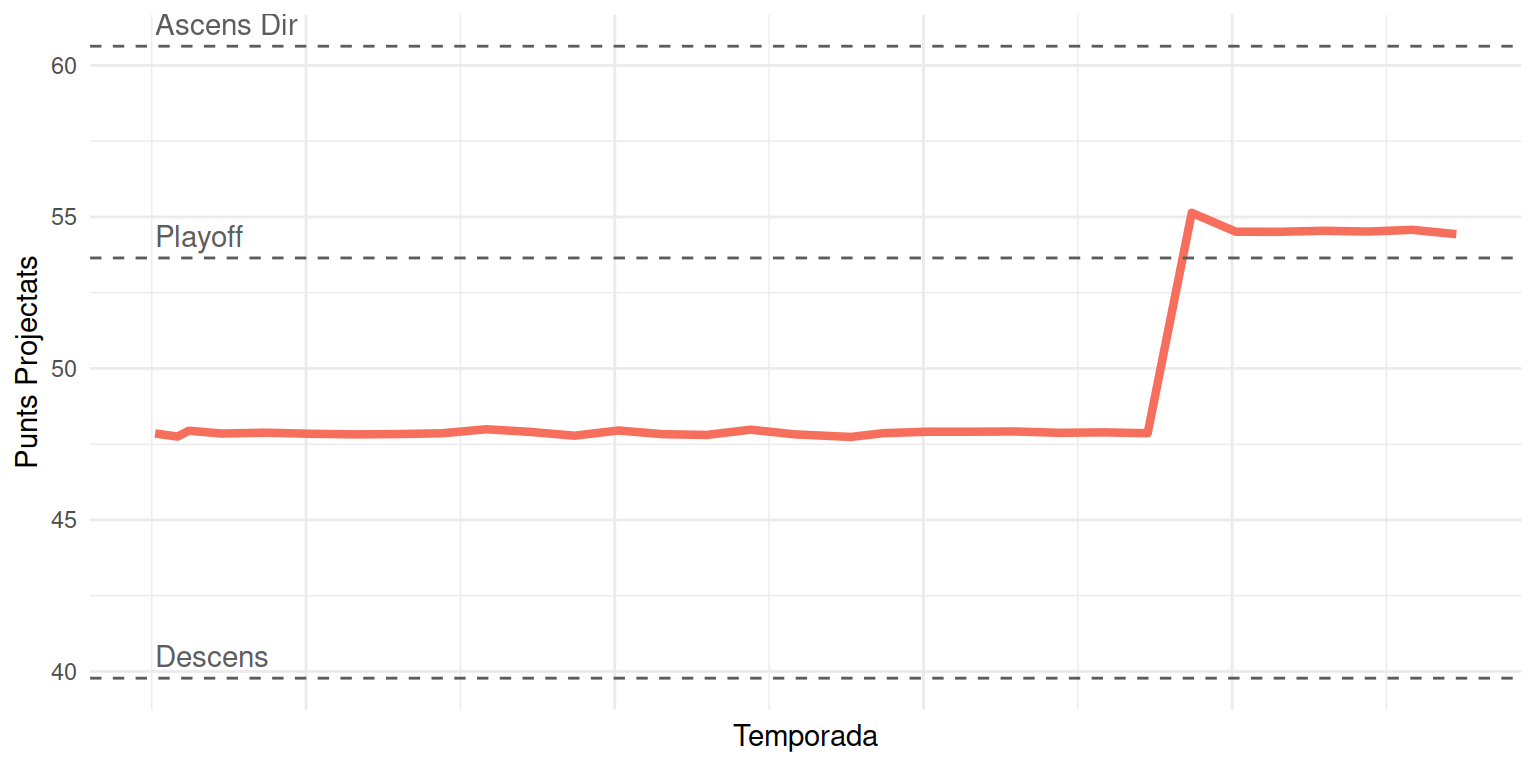 Ascens Dir
60
55
Playoff
Punts Projectats
50
45
Descens
40
Temporada